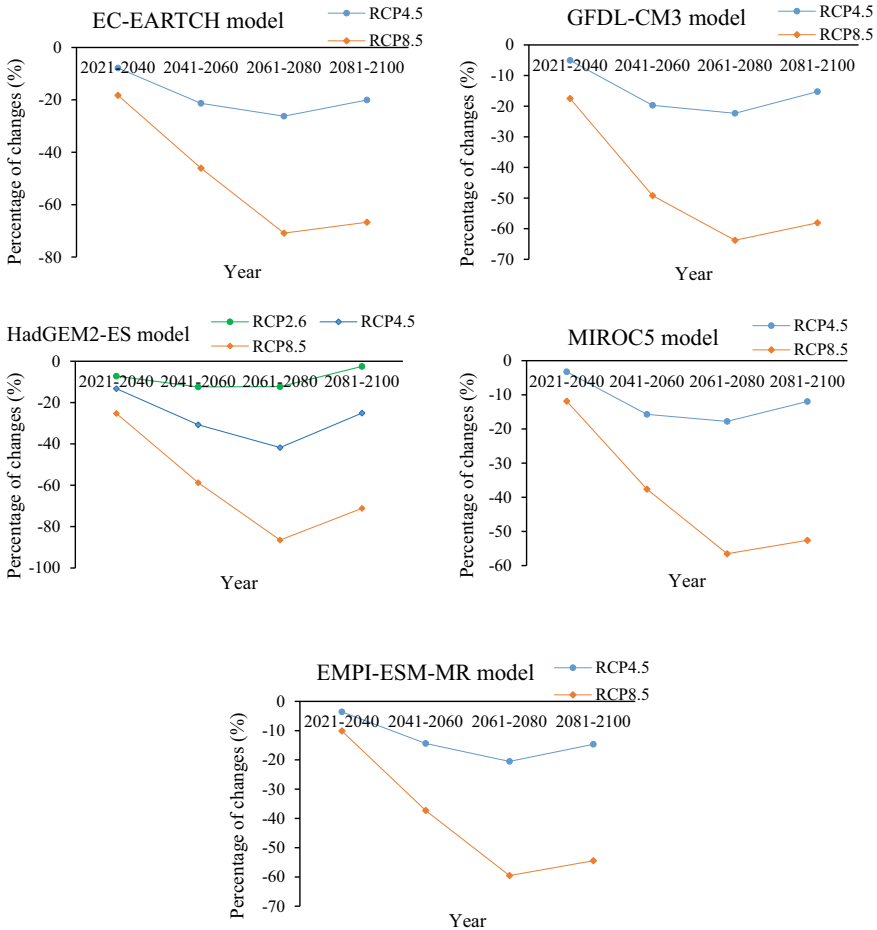 EC-EARTCH model
RCP4.5
RCP8.5
Percentage of changes (%)
0
-20
-40
-60
-80
2021-2040 2041-2060 2061-2080 2081-2100
Year
GFDL-CM3 model
RCP4.5
RCP8.5
Percentage of changes (%)
0
-10
-20
-30
-40
-50
-60
-70
2021-2040 2041-2060 2061-2080 2081-2100
Year
HadGEM2-ES model
RCP2.6 RCP4.5
RCP8.5
Percentage of changes (%)
0
-20
-40
-60
-80
-100
2021-2040 2041-2060 2061-2080 2081-2100
Year
MIROC5 model
RCP4.5
RCP8.5
Percentage of changes (%)
0
-10
-20
-30
-40
-50
-60
2021-2040 2041-2060 2061-2080 2081-2100
Year
EMPI-ESM-MR model
RCP4.5
RCP8.5
Percentage of changes (%)
0
-10
-20
-30
-40
-50
-60
-70
2021-2040 2041-2060 2061-2080 2081-2100
Year